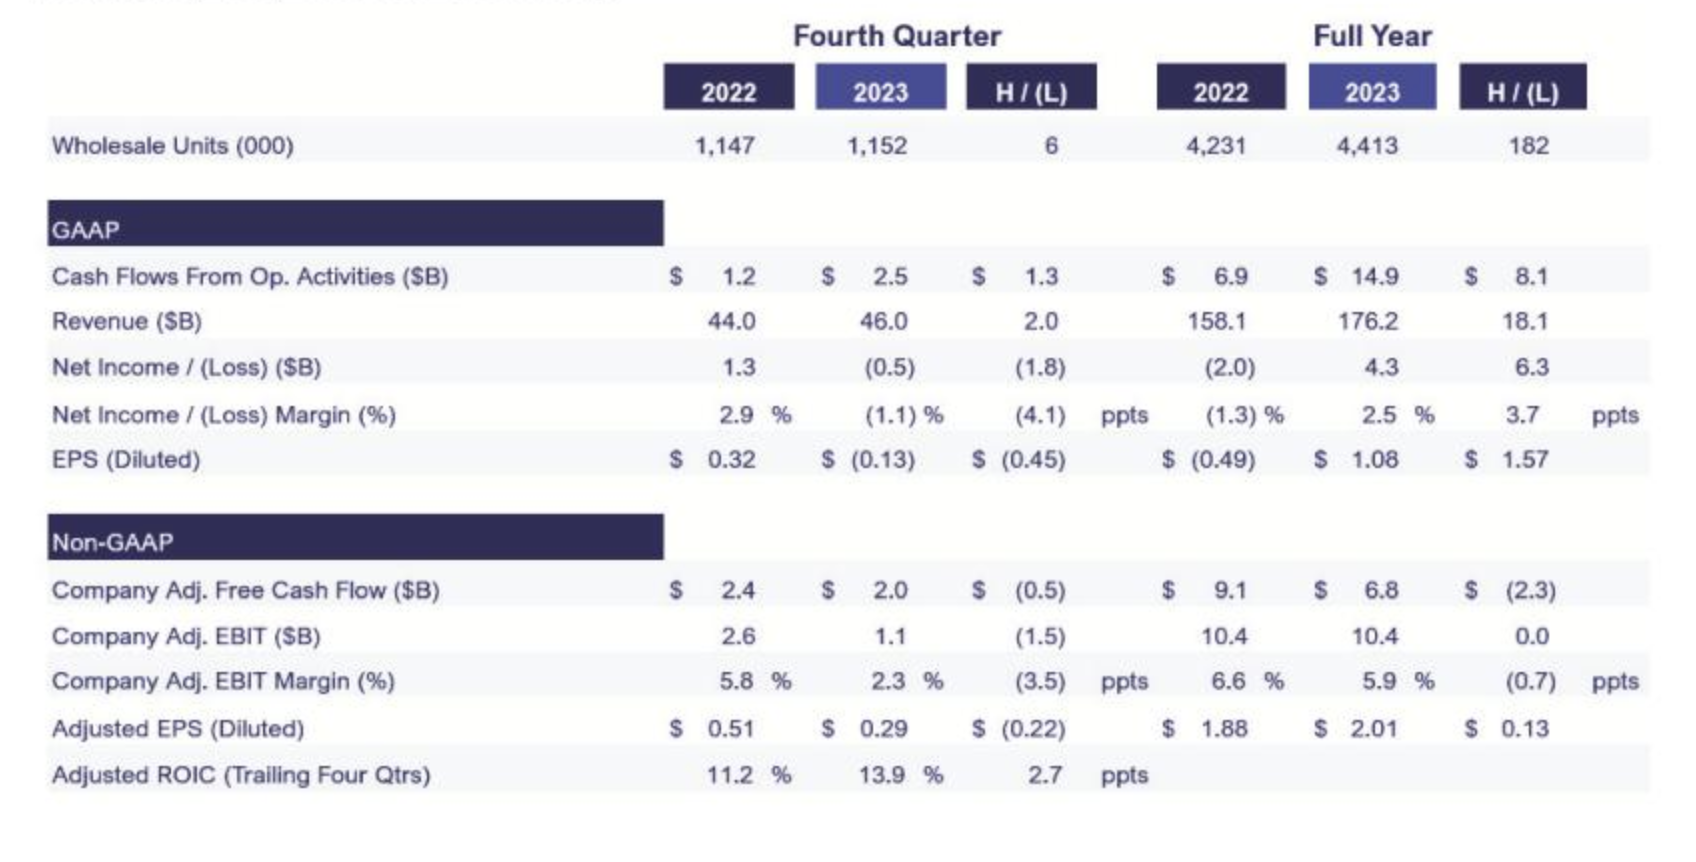 Fourth Quarter Full Year
2022 2023 H / (L) 2022 2023 H / (L)
Wholesale Units (000) 1,147 1,152 6 4,231 4,413 182
GAAP
Cash Flows From Op. Activities ($B) $ 1.2 $ 2.5 $ 1.3 $ 6.9 $ 14.9 $ 8.1
Revenue ($B) 44.0 46.0 2.0 158.1 176.2 18.1
Net Income / (Loss) ($B) 1.3 (0.5) (1.8) (2.0) 4.3 6.3
Net Income / (Loss) Margin (%) 2.9 % (1.1) % (4.1) ppts (1.3) % 2.5 % 3.7 ppts
EPS (Diluted) $ 0.32 $ (0.13) $ (0.45) $ (0.49) $ 1.08 $ 1.57
Non-GAAP
Company Adj. Free Cash Flow ($B) $ 2.4 $ 2.0 $ (0.5) $ 9.1 $ 6.8 $ (2.3)
Company Adj. EBIT ($B) 2.6 1.1 (1.5) 10.4 10.4 0.0
Company Adj. EBIT Margin (%) 5.8 % 2.3 % (3.5) ppts 6.6 % 5.9 % (0.7) ppts
Adjusted EPS (Diluted) $ 0.51 $ 0.29 $ (0.22) $ 1.88 $ 2.01 $ 0.13
Adjusted ROIC (Trailing Four Qtrs) 11.2 % 13.9 % 2.7 ppts